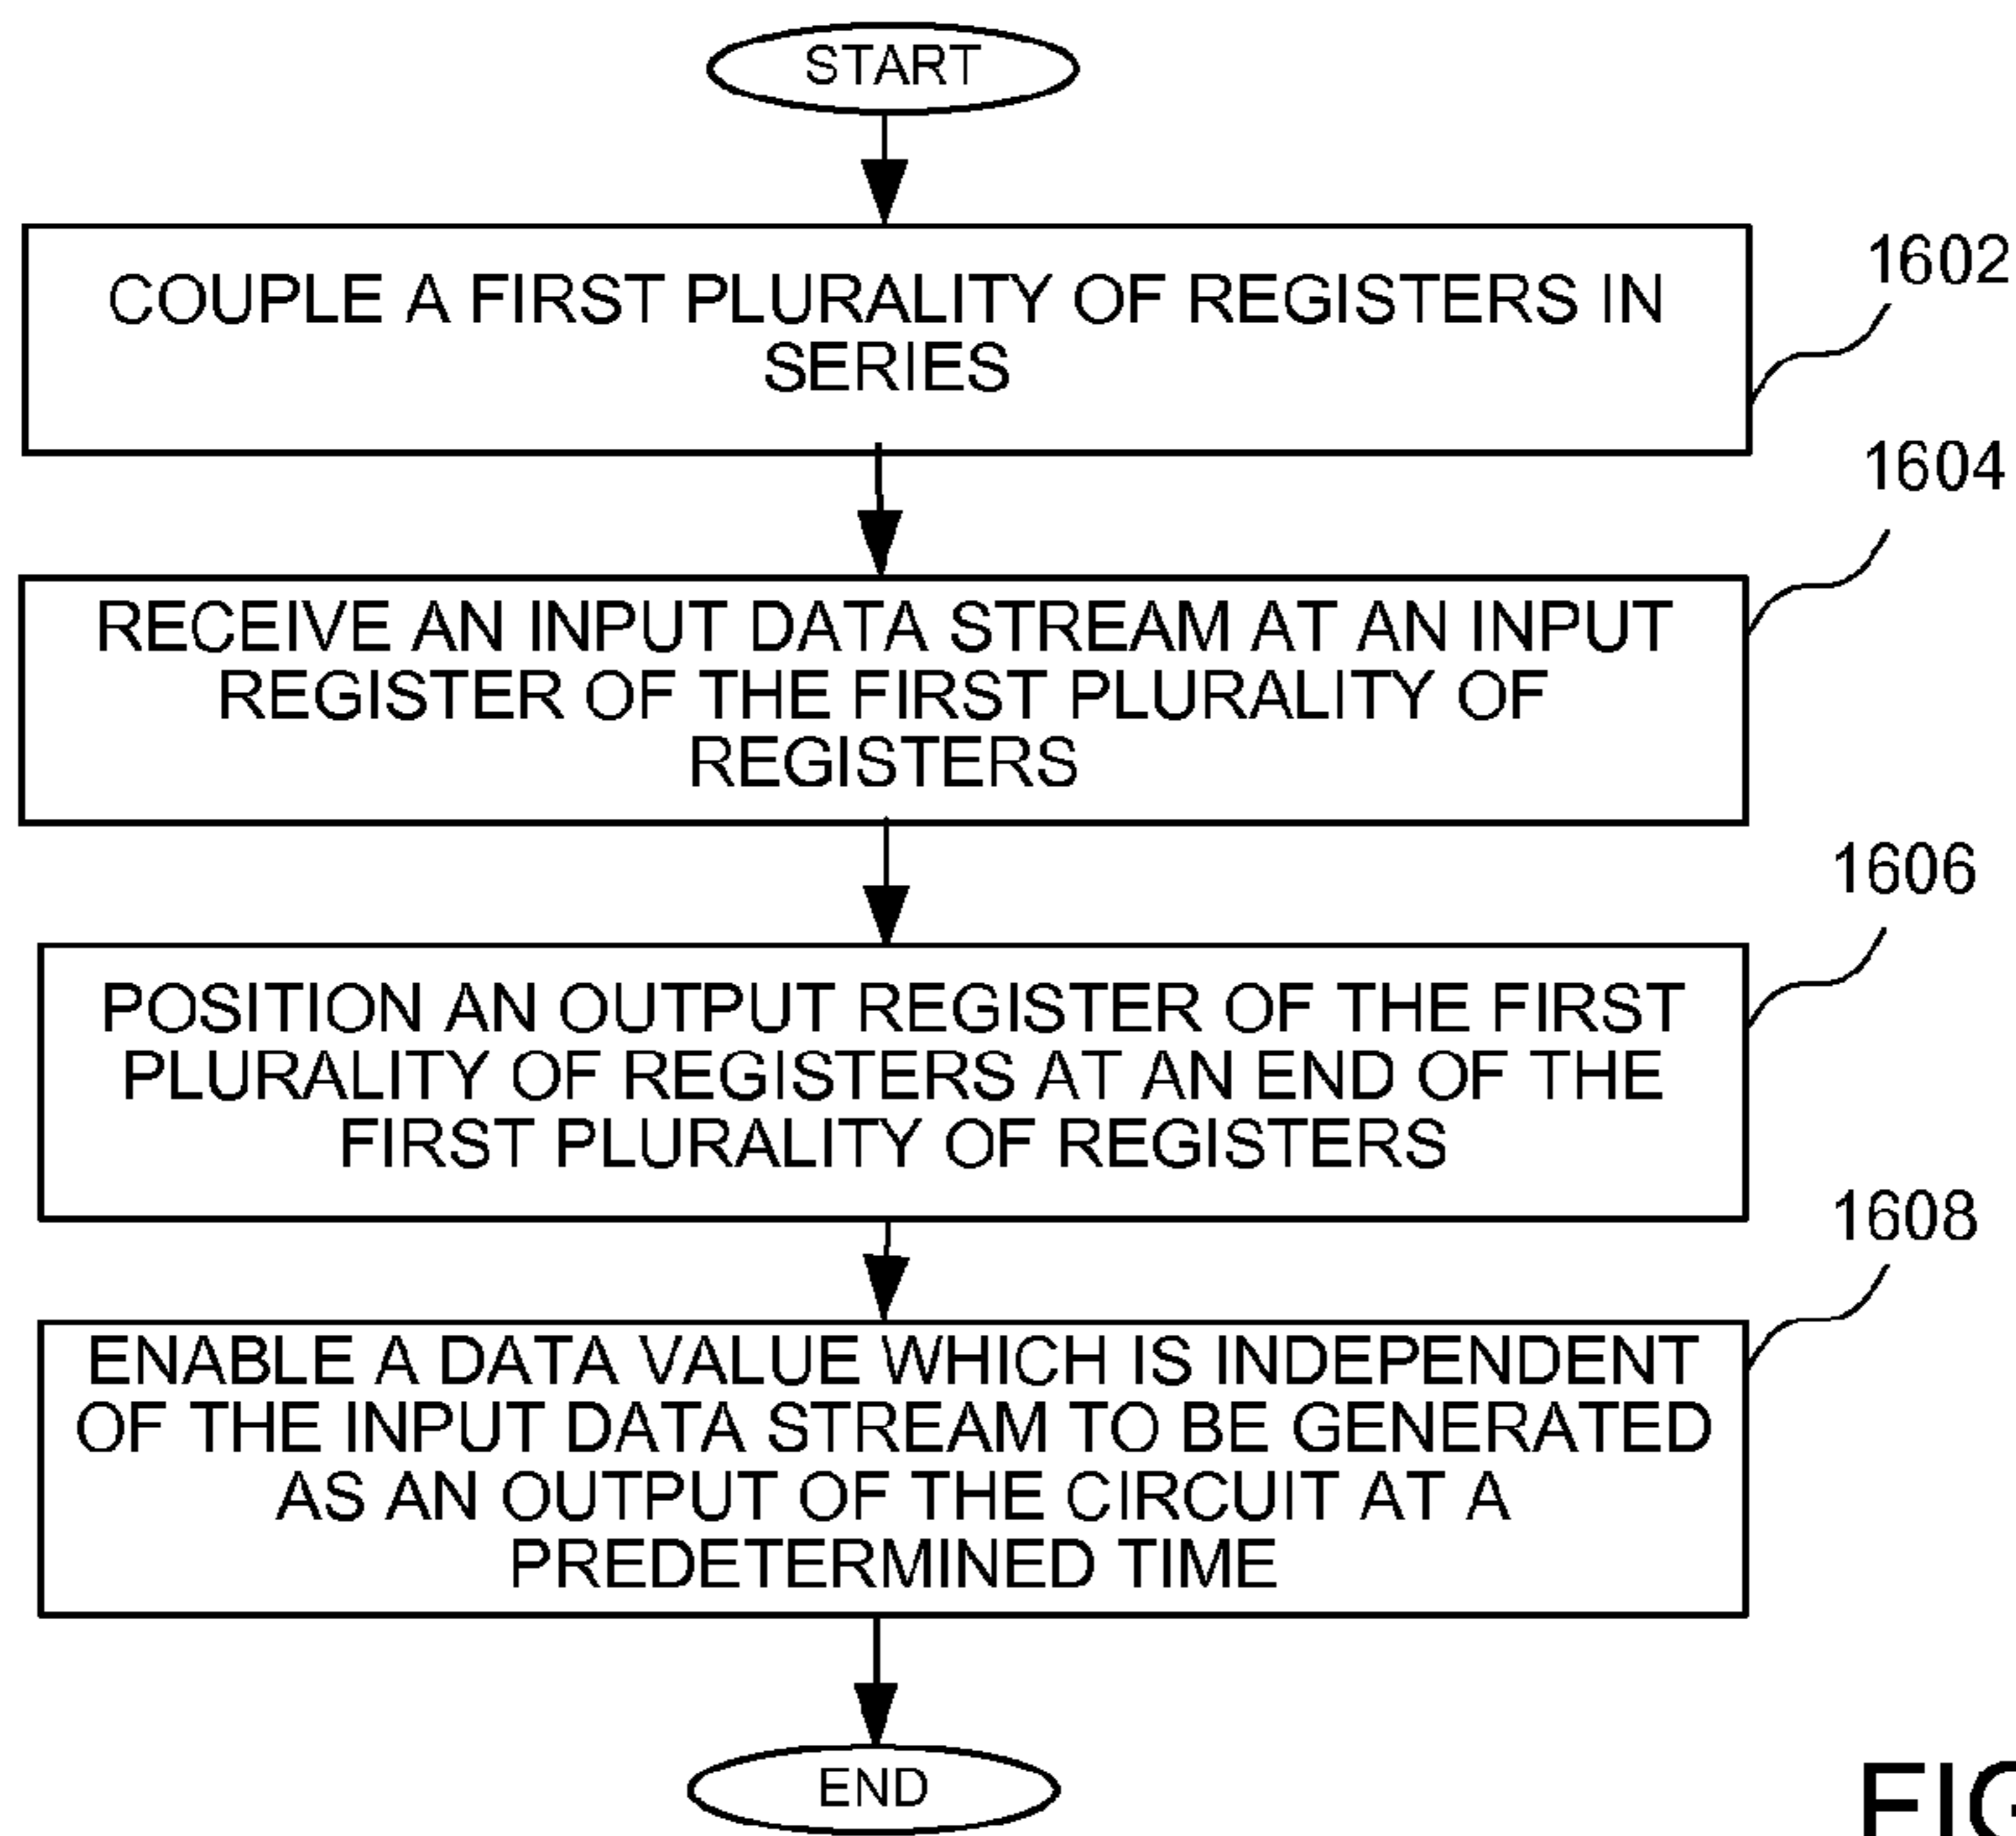 START
COUPLE A FIRST PLURALITY OF REGISTERS IN
SERIES
1602
RECEIVE AN INPUT DATA STREAM AT AN INPUT
REGISTER OF THE FIRST PLURALITY OF
REGISTERS
1604
POSITION AN OUTPUT REGISTER OF THE FIRST
PLURALITY OF REGISTERS AT AN END OF THE
FIRST PLURALITY OF REGISTERS
1606
ENABLE A DATA VALUE WHICH IS INDEPENDENT
OF THE INPUT DATA STREAM TO BE GENERATED
AS AN OUTPUT OF THE CIRCUIT AT A
PREDETERMINED TIME
1608
END